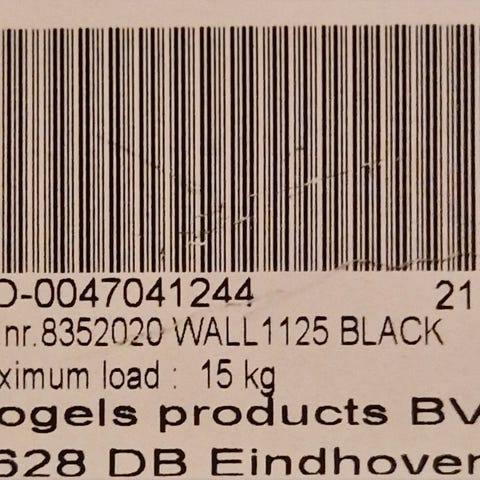 D-0047041244 21
nr.8352020 WALL1125 BLACK
ximum load : 15 kg
ogels products BV
628 DB Eindhoven